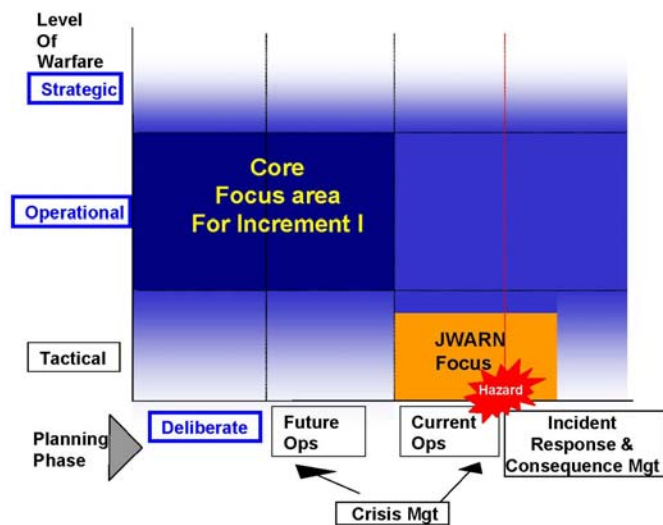 Level
Of
Warfare
Strategic
Core
Focus area
For Increment I
Operational
JWARN
Focus
Tactical
Hazard
Planning
Phase
Deliberate
Future
Ops
Current
Ops
Incident
Response &
Consequence Mgt
Crisis Mgt